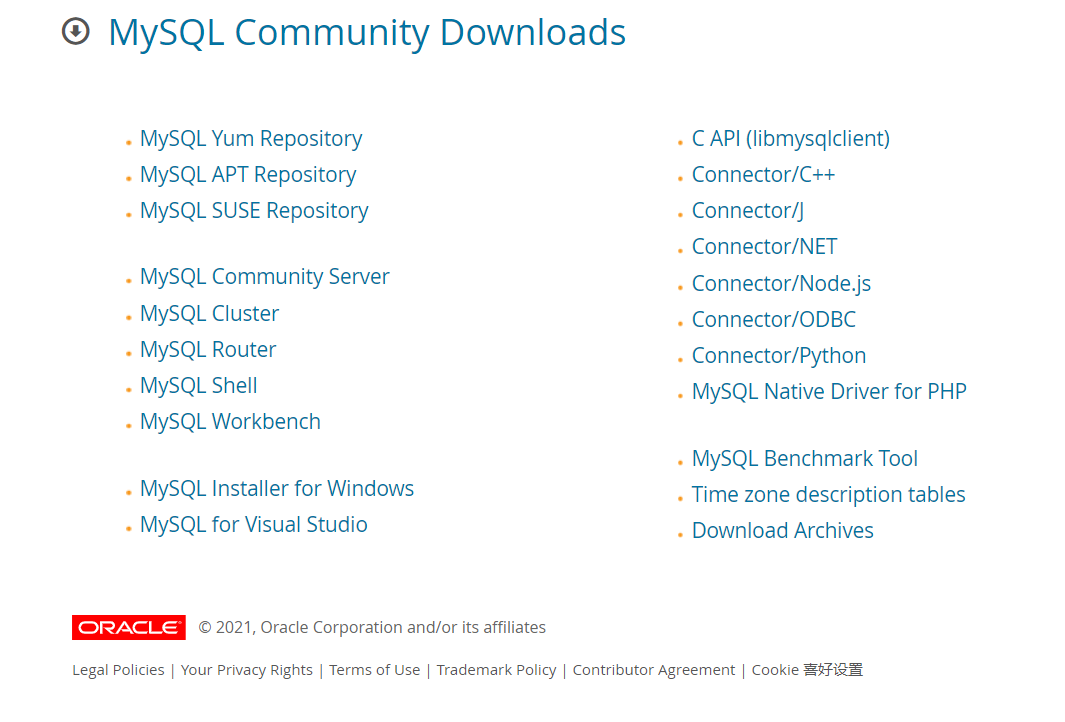 MySQL Community Downloads
MySQL Yum Repository
MySQL APT Repository
MySQL SUSE Repository
MySQL Community Server
MySQL Cluster
MySQL Router
MySQL Shell
MySQL Workbench
MySQL Installer for Windows
MySQL for Visual Studio
C API (libmysqlclient)
Connector/C++
Connector/J
Connector/NET
Connector/Node.js
Connector/ODBC
Connector/Python
MySQL Native Driver for PHP
MySQL Benchmark Tool
Time zone description tables
Download Archives
ORACLE © 2021, Oracle Corporation and/or its affiliates
Legal Policies | Your Privacy Rights | Terms of Use | Trademark Policy | Contributor Agreement | Cookie 喜好设置